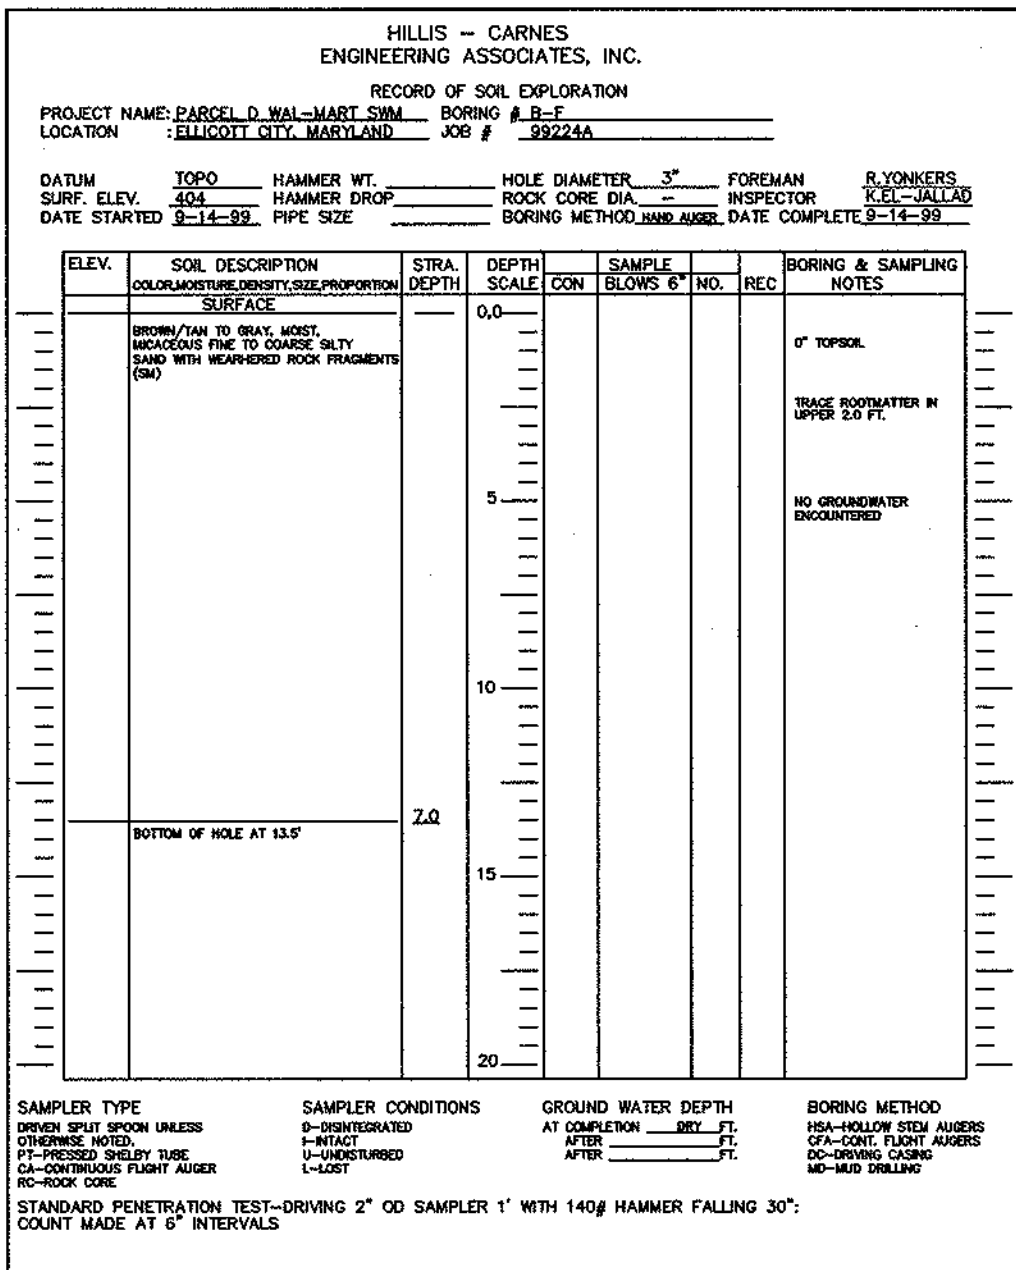 HILLIS -- CARNES
ENGINEERING ASSOCIATES, INC.
RECORD OF SOIL EXPLORATION
PROJECT NAME: PARCEL D WAL-MART SWM BORING # B-F
LOCATION : ELLICOTT CITY, MARYLAND JOB # 99224A
DATUM TOPO HAMMER WT. HOLE DIAMETER 3" FOREMAN R.YONKERS
SURF. ELEV. 404 HAMMER DROP ROCK CORE DIA. -- INSPECTOR K.EL-JALLAD
DATE STARTED 9-14-99 PIPE SIZE BORING METHOD HAND AUGER DATE COMPLETE 9-14-99
ELEV. SOIL DESCRIPTION STRA. DEPTH SAMPLE BORING & SAMPLING
COLOR,MOISTURE,DENSITY,SIZE,PROPORTION DEPTH SCALE CON BLOWS 6" NO. REC NOTES
SURFACE 0.0
BROWN/TAN TO GRAY, MOIST,
MICACEOUS FINE TO COARSE SILTY
SAND WITH WEARHERED ROCK FRAGMENTS
(SM)
0" TOPSOIL
TRACE ROOTMATTER IN
UPPER 2.0 FT.
5
NO GROUNDWATER
ENCOUNTERED
10
7.0
BOTTOM OF HOLE AT 13.5'
15
20
SAMPLER TYPE
DRIVEN SPLIT SPOON UNLESS
OTHERWISE NOTED.
PT-PRESSED SHELBY TUBE
CA-CONTINUOUS FLIGHT AUGER
RC-ROCK CORE
SAMPLER CONDITIONS
D-DISINTEGRATED
I-INTACT
U-UNDISTURBED
L-LOST
GROUND WATER DEPTH
AT COMPLETION DRY FT.
AFTER FT.
AFTER FT.
BORING METHOD
HSA-HOLLOW STEM AUGERS
CFA-CONT. FLIGHT AUGERS
DC-DRIVING CASING
MD-MUD DRILLING
STANDARD PENETRATION TEST--DRIVING 2" OD SAMPLER 1' WITH 140# HAMMER FALLING 30":
COUNT MADE AT 6" INTERVALS